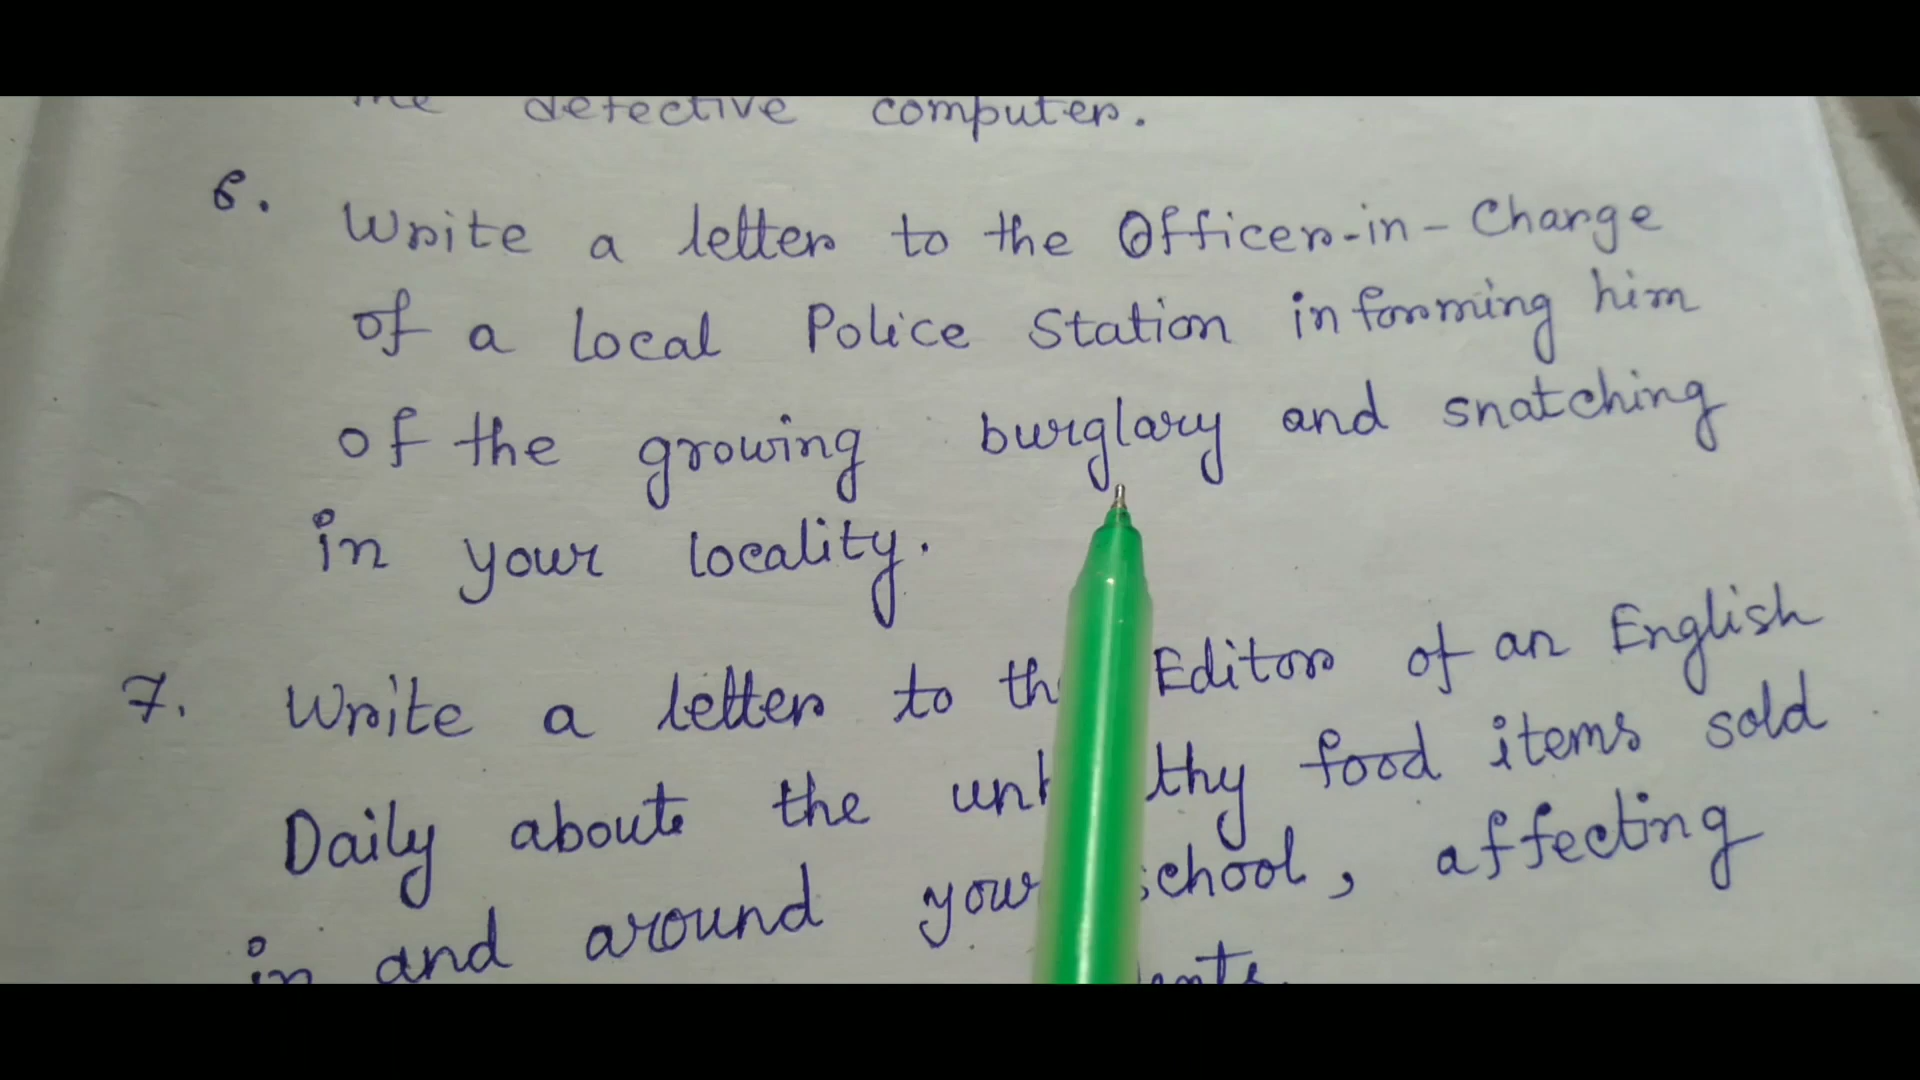 the defective computer.
6. Write a letter to the Officer-in-Charge
of a local Police Station informing him
of the growing burglary and snatching
in your locality.
7. Write a letter to the Editor of an English
Daily about the food items sold
in and around your school, affecting